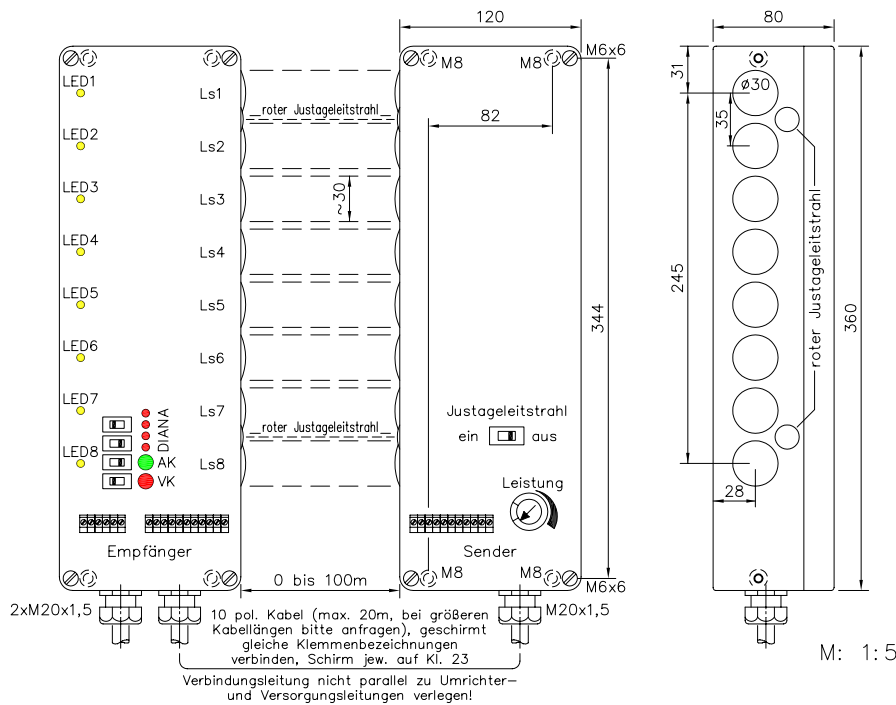 120
80
M6x6
M8
M8
31
LED1
Ls1
ø30
roter Justageleitstrahl
35
82
LED2
Ls2
LED3
Ls3
~30
LED4
Ls4
245
344
roter Justageleitstrahl
360
LED5
Ls5
LED6
Ls6
LED7
Ls7
roter Justageleitstrahl
Justageleitstrahl
ein
aus
DIANA
LED8
AK
Ls8
VK
Leistung
28
Empfänger
Sender
0 bis 100m
M8
M8
M6x6
2xM20x1,5
M20x1,5
10 pol. Kabel (max. 20m, bei größeren
Kabellängen bitte anfragen), geschirmt
gleiche Klemmenbezeichnungen
verbinden, Schirm jew. auf Kl. 23
Verbindungsleitung nicht parallel zu Umrichter–
und Versorgungsleitungen verlegen!
M: 1:5